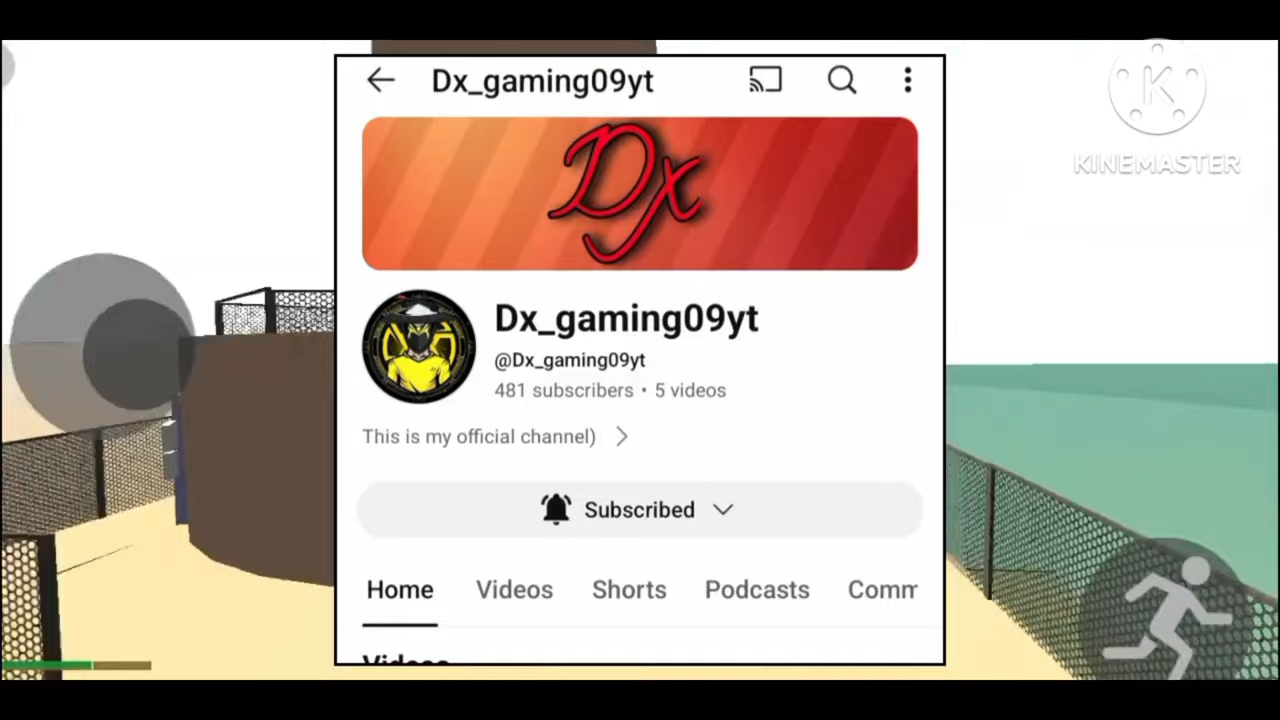 Dx_gaming09yt
KINEMASTER
Dx
Dx_gaming09yt
@Dx_gaming09yt
481 subscribers • 5 videos
This is my official channel)
Subscribed
Home Videos Shorts Podcasts Comm
Videos